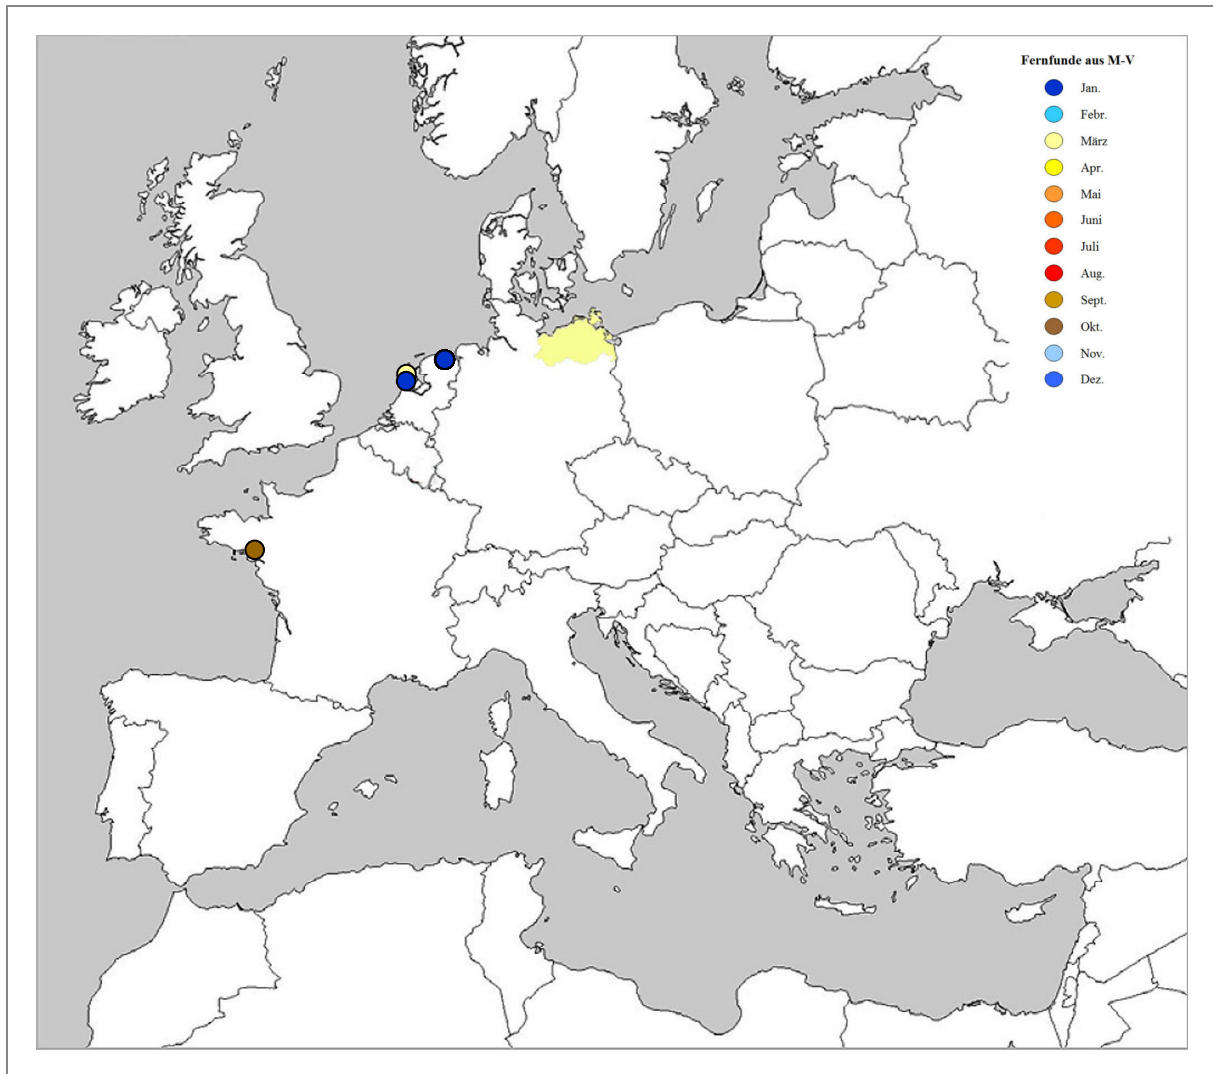 Fernfunde aus M-V
Jan.
Febr.
März
Apr.
Mai
Juni
Juli
Aug.
Sept.
Okt.
Nov.
Dez.